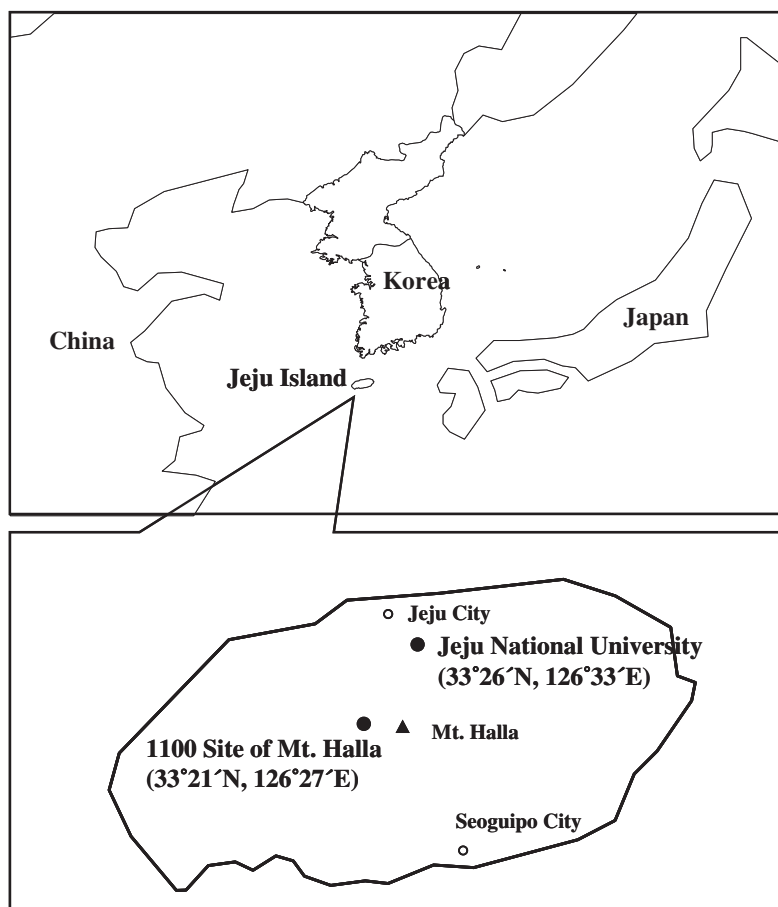 Korea
Japan
China
Jeju Island
Jeju City
Jeju National University
(33°26´N, 126°33´E)
Mt. Halla
1100 Site of Mt. Halla
(33°21´N, 126°27´E)
Seoguipo City